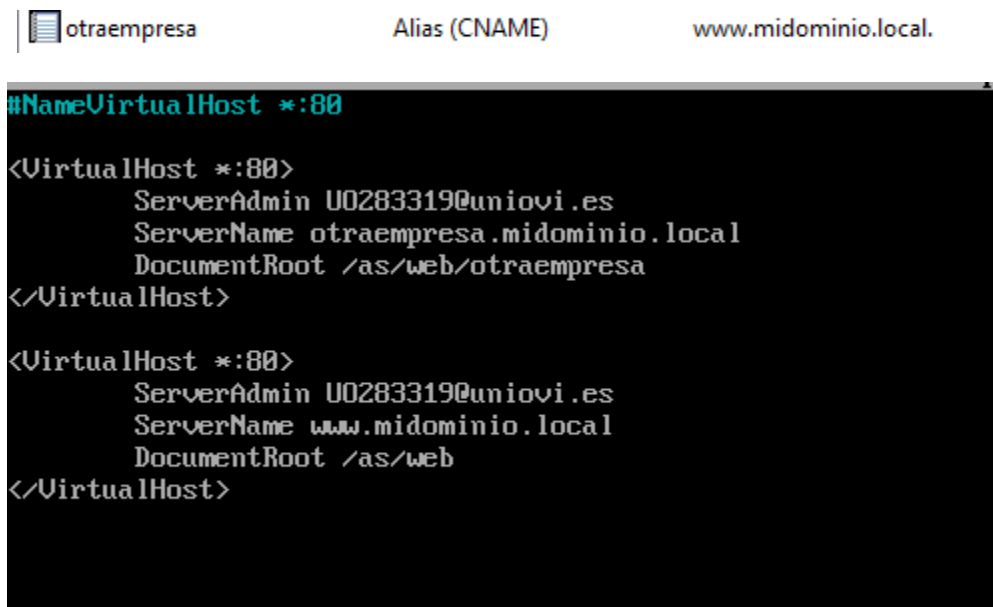 otraempresa Alias (CNAME) www.midominio.local.
#NameVirtualHost *:80
<VirtualHost *:80>
ServerAdmin UO283319@uniovi.es
ServerName otraempresa.midominio.local
DocumentRoot /as/web/otraempresa
</VirtualHost>
<VirtualHost *:80>
ServerAdmin UO283319@uniovi.es
ServerName www.midominio.local
DocumentRoot /as/web
</VirtualHost>